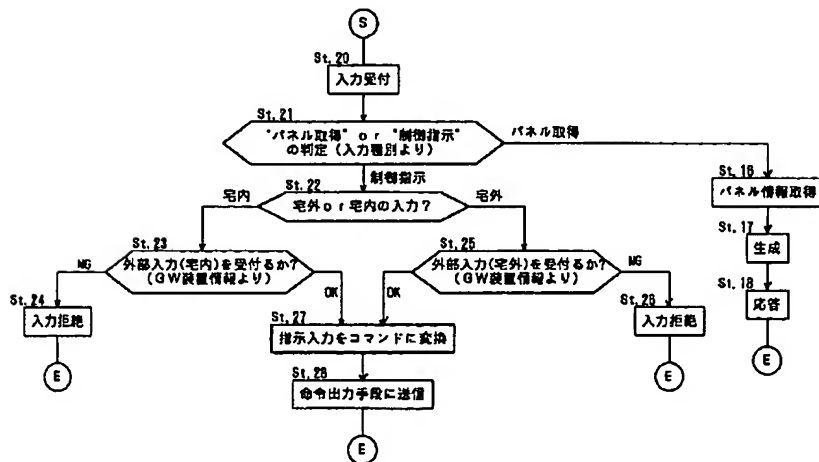 S
St.20
入力受付
St.21
"パネル取得" or "制御指示"
の判定(入力種別より)
パネル取得
制御指示
St.22
宅外or宅内の入力?
宅内
宅外
St.16
パネル情報取得
St.17
生成
St.18
応答
E
St.23
外部入力(宅内)を受付るか?
(GW装置情報より)
NG
OK
St.24
入力拒絶
E
St.25
外部入力(宅外)を受付るか?
(GW装置情報より)
OK
NG
St.26
入力拒絶
E
St.27
指示入力をコマンドに変換
St.28
命令出力手段に送信
E